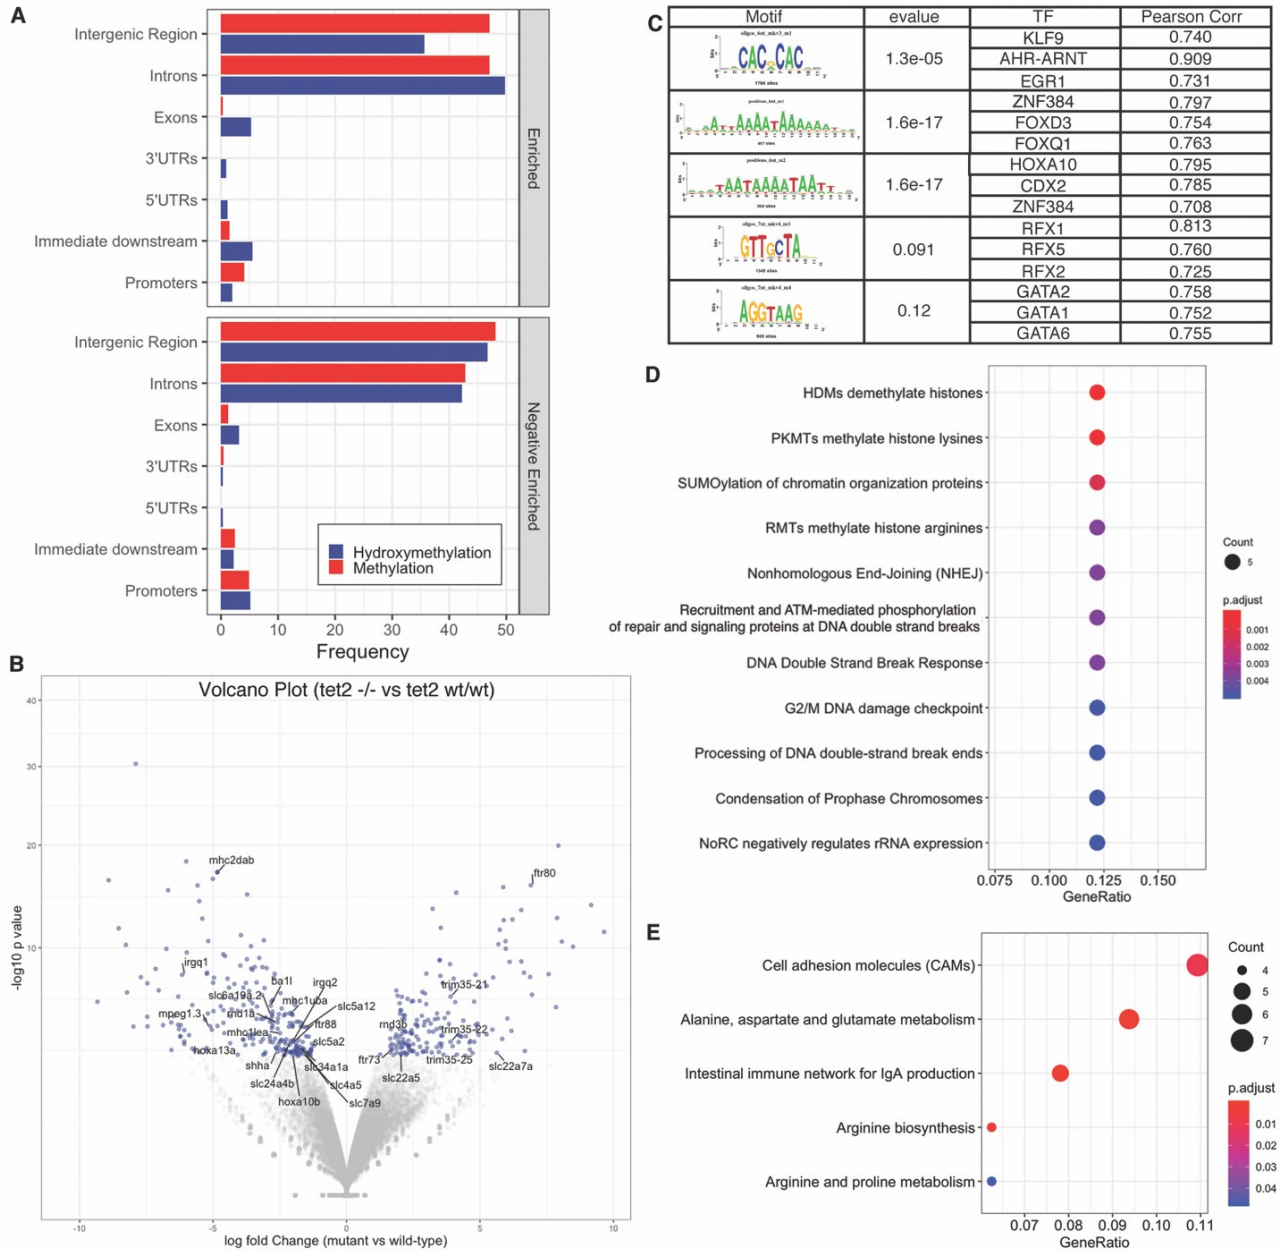 A
Intergenic Region
Introns
Exons
3'UTRs
5'UTRs
Immediate downstream
Promoters
Enriched
Intergenic Region
Introns
Exons
3'UTRs
5'UTRs
Immediate downstream
Promoters
Negative Enriched
Hydroxymethylation
Methylation
0 10 20 30 40 50
Frequency
B
Volcano Plot (tet2 -/- vs tet2 wt/wt)
-log10 p value
40
30
20
10
mhc2dab
ftr80
irgq1
ba1l
irgq2
trim35-21
slc6a19a.2
mhc1uba
slc5a12
mpeg1.3
rnd1a
ftr88
rnd3b
trim35-22
mhc1lea
slc5a2
hoxa13a
ftr73
trim35-25
shha
slc34a1a
slc22a7a
slc24a4b
slc4a5
slc22a5
hoxa10b
slc7a9
-10 -5 0 5 10
log fold Change (mutant vs wild-type)
C
Motif evalue TF Pearson Corr
oligos_6nt_mkv3_m1
CAC CAC
1.3e-05
KLF9 0.740
AHR-ARNT 0.909
EGR1 0.731
positions_6nt_m1
1.6e-17
ZNF384 0.797
FOXD3 0.754
FOXQ1 0.763
positions_6nt_m2
1.6e-17
HOXA10 0.795
CDX2 0.785
ZNF384 0.708
oligos_7nt_mkv4_m3
GTTGCTA
0.091
RFX1 0.813
RFX5 0.760
RFX2 0.725
oligos_7nt_mkv4_m4
AGGTAAG
0.12
GATA2 0.758
GATA1 0.752
GATA6 0.755
D
HDMs demethylate histones
PKMTs methylate histone lysines
SUMOylation of chromatin organization proteins
RMTs methylate histone arginines
Nonhomologous End-Joining (NHEJ)
Recruitment and ATM-mediated phosphorylation
of repair and signaling proteins at DNA double strand breaks
DNA Double Strand Break Response
G2/M DNA damage checkpoint
Processing of DNA double-strand break ends
Condensation of Prophase Chromosomes
NoRC negatively regulates rRNA expression
0.075 0.100 0.125 0.150
GeneRatio
Count
5
p.adjust
0.001
0.002
0.003
0.004
E
Cell adhesion molecules (CAMs)
Alanine, aspartate and glutamate metabolism
Intestinal immune network for IgA production
Arginine biosynthesis
Arginine and proline metabolism
0.07 0.08 0.09 0.10 0.11
GeneRatio
Count
4
5
6
7
p.adjust
0.01
0.02
0.03
0.04